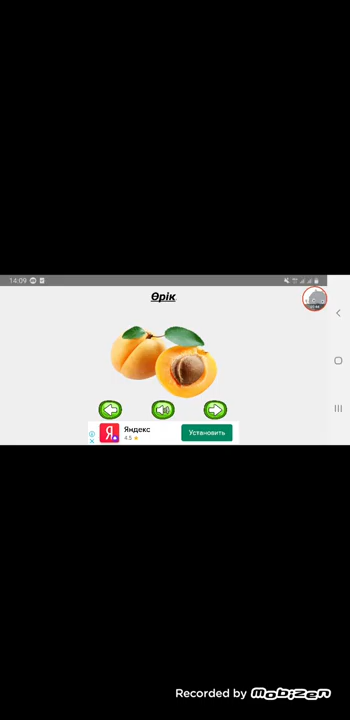 14:09
Өрік
Яндекс
4.5 ★
Установить
Recorded by MOBIZEN